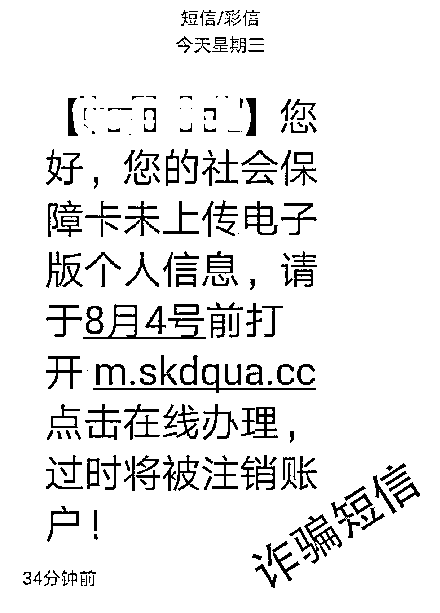 短信/彩信
今天星期三
【】您
好，您的社会保
障卡未上传电子
版个人信息，请
于8月4号前打
开 m.skdqua.cc
点击在线办理，
过时将被注销账
户！
诈骗短信
34分钟前